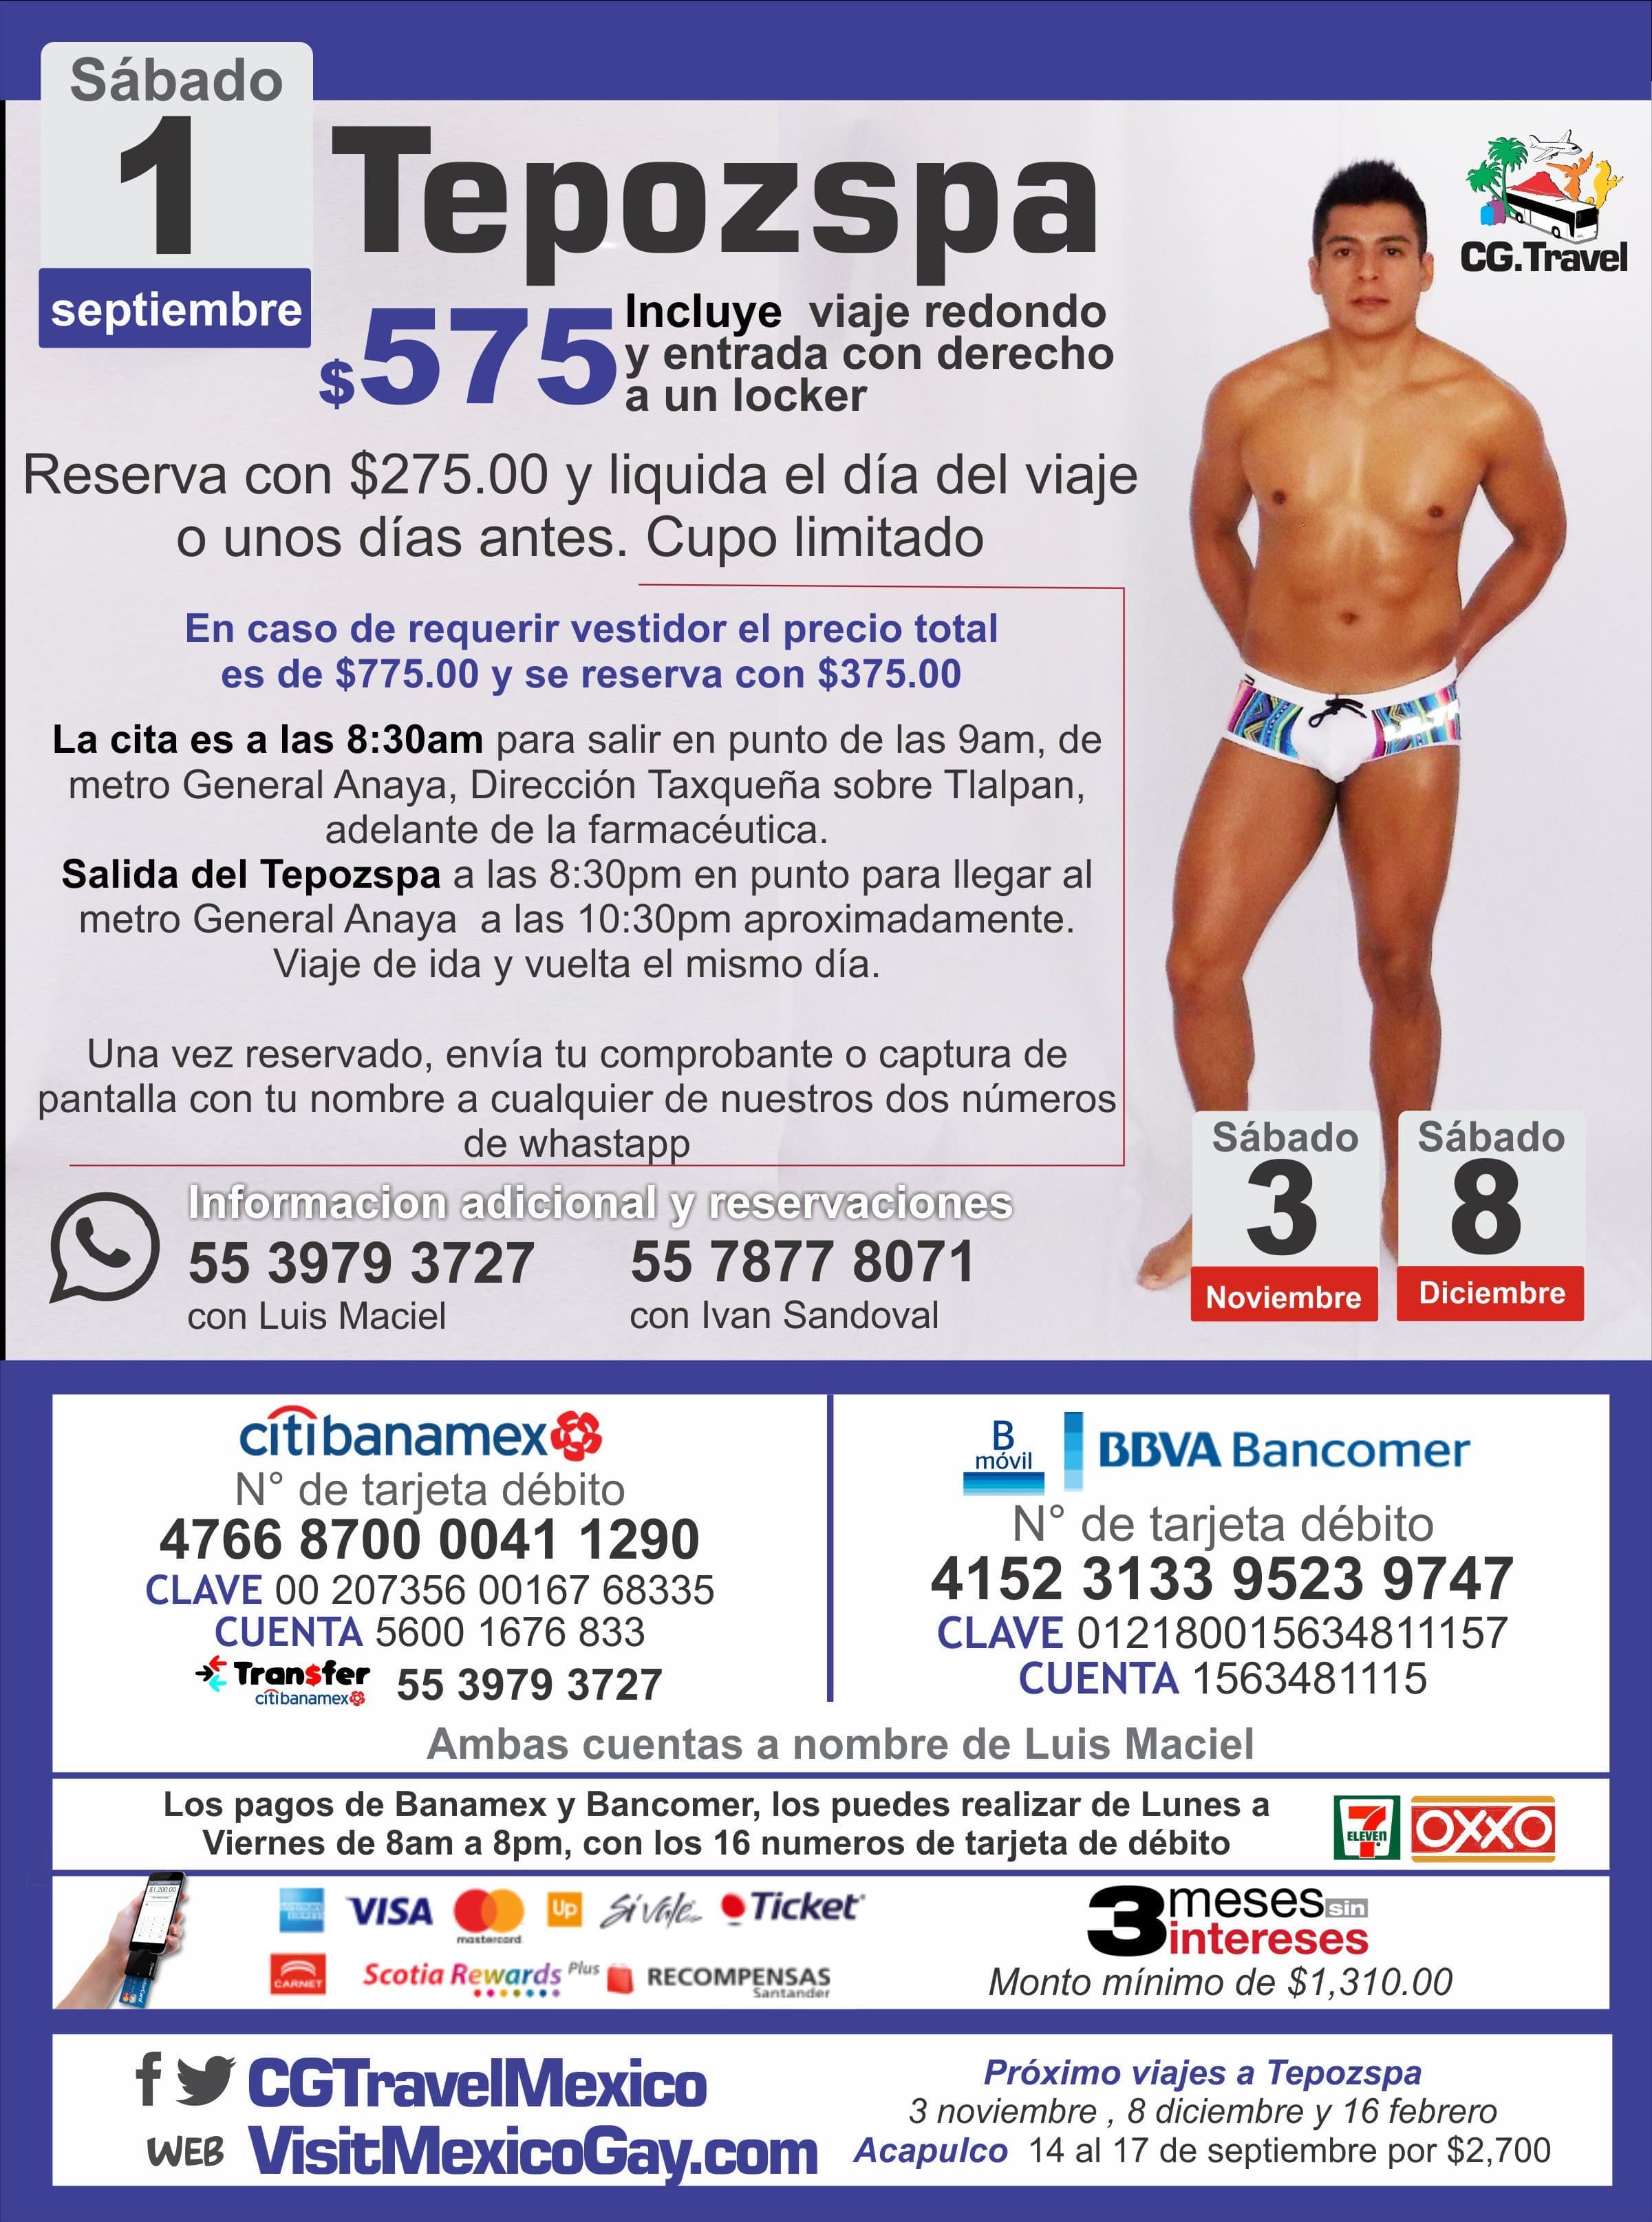 Sábado
1
septiembre
Tepozspa
CG.Travel
$575
Incluye viaje redondo
y entrada con derecho
a un locker
Reserva con $275.00 y liquida el día del viaje
o unos días antes. Cupo limitado
En caso de requerir vestidor el precio total
es de $775.00 y se reserva con $375.00
La cita es a las 8:30am para salir en punto de las 9am, de
metro General Anaya, Dirección Taxqueña sobre Tlalpan,
adelante de la farmacéutica.
Salida del Tepozspa a las 8:30pm en punto para llegar al
metro General Anaya a las 10:30pm aproximadamente.
Viaje de ida y vuelta el mismo día.
Una vez reservado, envía tu comprobante o captura de
pantalla con tu nombre a cualquier de nuestros dos números
de whastapp
Informacion adicional y reservaciones
55 3979 3727
con Luis Maciel
55 7877 8071
con Ivan Sandoval
Sábado
3
Noviembre
Sábado
8
Diciembre
citibanamex
N° de tarjeta débito
4766 8700 0041 1290
CLAVE 00 207356 00167 68335
CUENTA 5600 1676 833
Transfer
citibanamex
55 3979 3727
B
móvil
BBVA Bancomer
N° de tarjeta débito
4152 3133 9523 9747
CLAVE 012180015634811157
CUENTA 1563481115
Ambas cuentas a nombre de Luis Maciel
Los pagos de Banamex y Bancomer, los puedes realizar de Lunes a
Viernes de 8am a 8pm, con los 16 numeros de tarjeta de débito
7
ELEVEn
OXXO
$1,200.00
AMERICAN EXPRESS
VISA
mastercard
Up
Sí Vale
Ticket
CARNET
Scotia Rewards Plus
RECOMPENSAS
Santander
3 meses sin
intereses
Monto mínimo de $1,310.00
f CGTravelMexico
WEB VisitMexicoGay.com
Próximo viajes a Tepozspa
3 noviembre , 8 diciembre y 16 febrero
Acapulco 14 al 17 de septiembre por $2,700